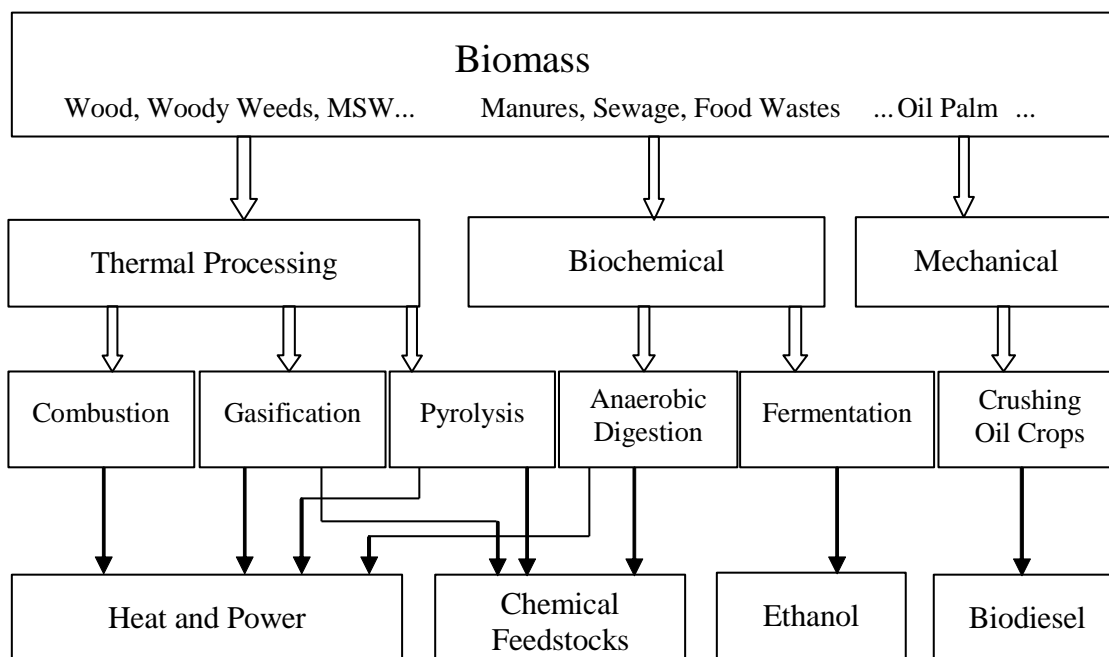 Biomass
Wood, Woody Weeds, MSW... Manures, Sewage, Food Wastes ...Oil Palm ...
Thermal Processing
Biochemical
Mechanical
Combustion
Gasification
Pyrolysis
Anaerobic
Digestion
Fermentation
Crushing
Oil Crops
Heat and Power
Chemical
Feedstocks
Ethanol
Biodiesel